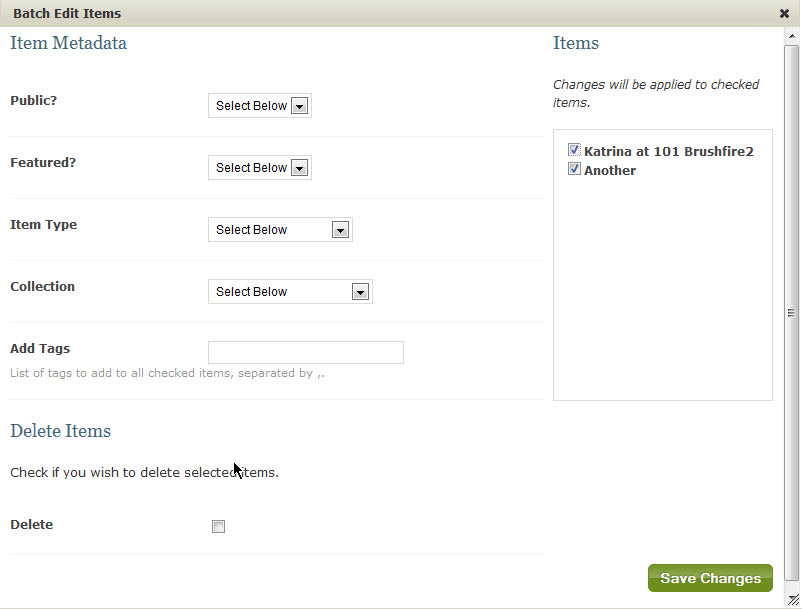 Batch Edit Items
Item Metadata
Public?
Select Below
Featured?
Select Below
Item Type
Select Below
Collection
Select Below
Add Tags
List of tags to add to all checked items, separated by ,.
Delete Items
Check if you wish to delete selected items.
Delete
Items
Changes will be applied to checked
items.
Katrina at 101 Brushfire2
Another
Save Changes